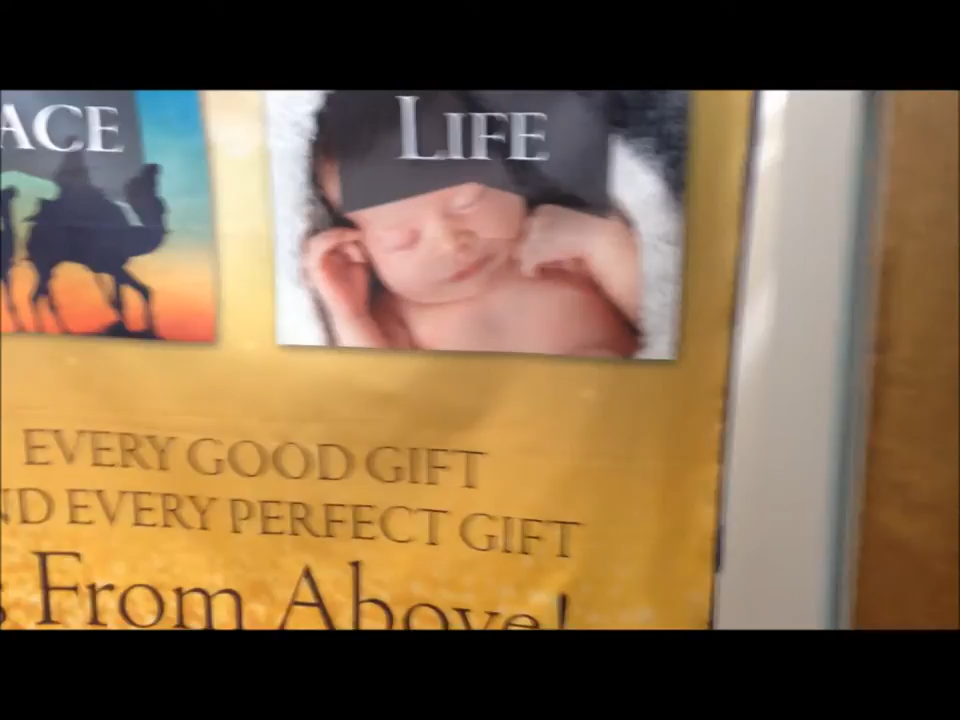 ACE
LIFE
EVERY GOOD GIFT
ND EVERY PERFECT GIFT
s From Above!